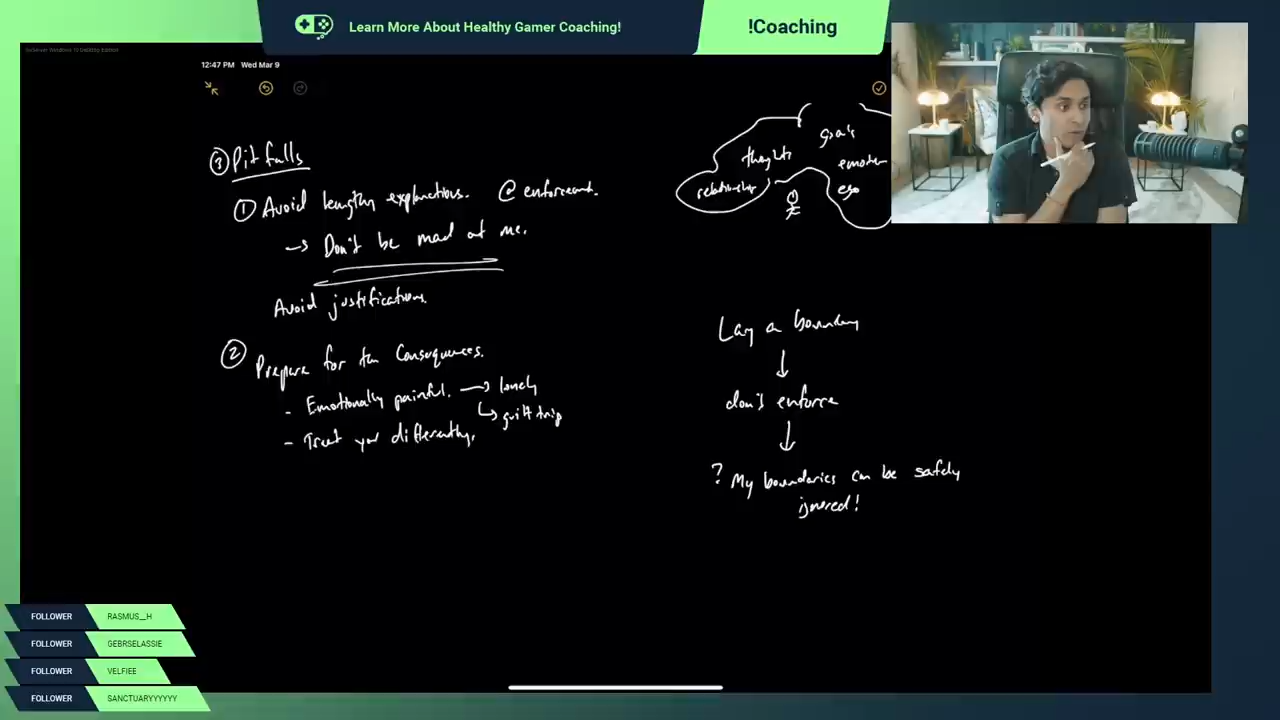 Learn More About Healthy Gamer Coaching!
!Coaching
12:47 PM Wed Mar 9
③ Pitfalls
① Avoid lengthy explanations. @ enforcement.
→ Don't be mad at me.
Avoid justifications.
② Prepare for the Consequences.
- Emotionally painful. → lonely
↳ guilt trip
- Treat you differently.
goals
thoughts
emotion
relationship
ego
Lay a boundary
↓
don't enforce
↓
? My boundaries can be safely
ignored!
FOLLOWER RASMUS__H
FOLLOWER GEBRSELASSIE
FOLLOWER VELFIEE
FOLLOWER SANCTUARYYYYYY